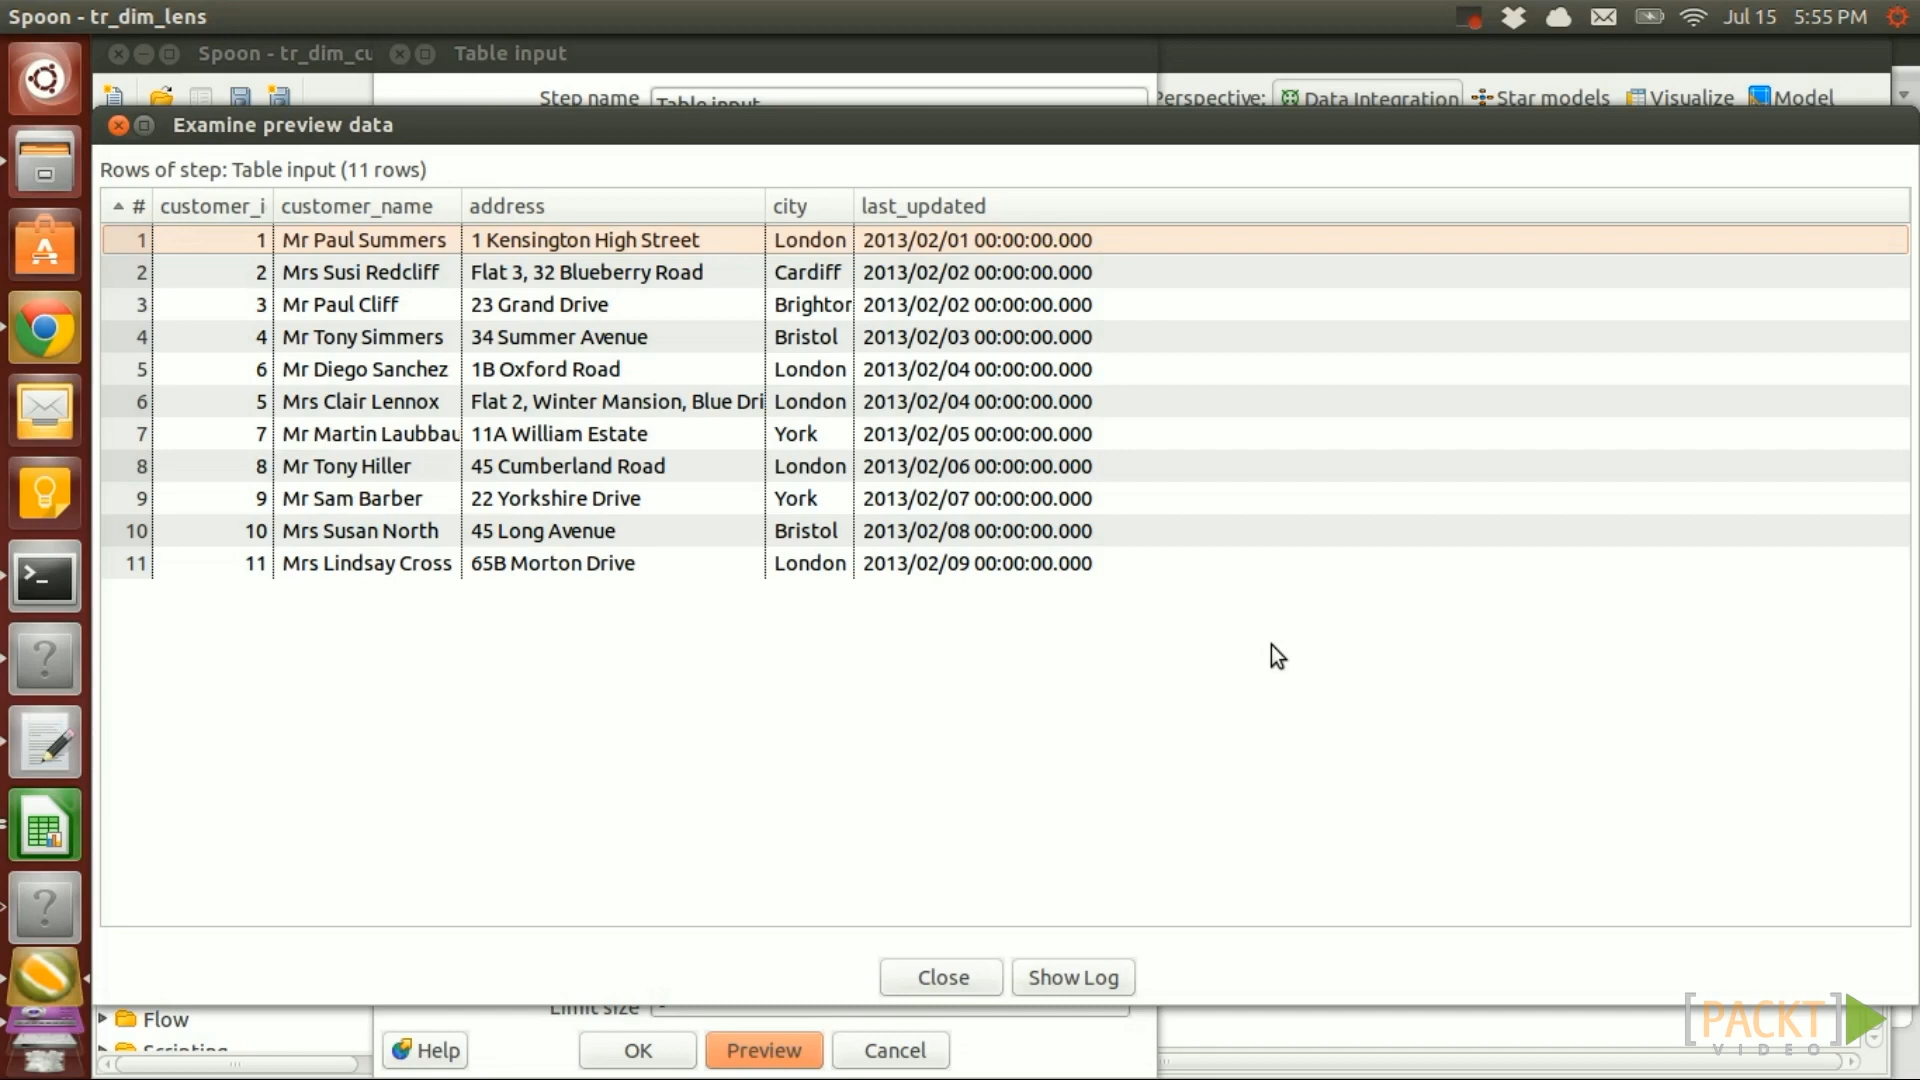 Spoon - tr_dim_lens
Jul 15 5:55 PM
Spoon - tr_dim_cu
Table input
Step name Table input
Perspective: Data Integration Star models Visualize Model
Examine preview data
Rows of step: Table input (11 rows)
# customer_i customer_name address city last_updated
1 1 Mr Paul Summers 1 Kensington High Street London 2013/02/01 00:00:00.000
2 2 Mrs Susi Redcliff Flat 3, 32 Blueberry Road Cardiff 2013/02/02 00:00:00.000
3 3 Mr Paul Cliff 23 Grand Drive Brighton 2013/02/02 00:00:00.000
4 4 Mr Tony Simmers 34 Summer Avenue Bristol 2013/02/03 00:00:00.000
5 6 Mr Diego Sanchez 1B Oxford Road London 2013/02/04 00:00:00.000
6 5 Mrs Clair Lennox Flat 2, Winter Mansion, Blue Dri London 2013/02/04 00:00:00.000
7 7 Mr Martin Laubbau 11A William Estate York 2013/02/05 00:00:00.000
8 8 Mr Tony Hiller 45 Cumberland Road London 2013/02/06 00:00:00.000
9 9 Mr Sam Barber 22 Yorkshire Drive York 2013/02/07 00:00:00.000
10 10 Mrs Susan North 45 Long Avenue Bristol 2013/02/08 00:00:00.000
11 11 Mrs Lindsay Cross 65B Morton Drive London 2013/02/09 00:00:00.000
Close Show Log
Limit size
Flow
Scripting
Help OK Preview Cancel
PACKT
VIDEO